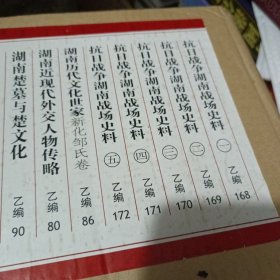 抗日战争湖南战场史料㊀ 乙编 168
抗日战争湖南战场史料㊁ 乙编 169
抗日战争湖南战场史料㊂ 乙编 170
抗日战争湖南战场史料㊃ 乙编 171
抗日战争湖南战场史料㊄ 乙编 172
湖南历代文化世家新化邹氏卷 乙编 86
湖南近现代外交人物传略 乙编 80
湖南楚墓与楚文化 乙编 90